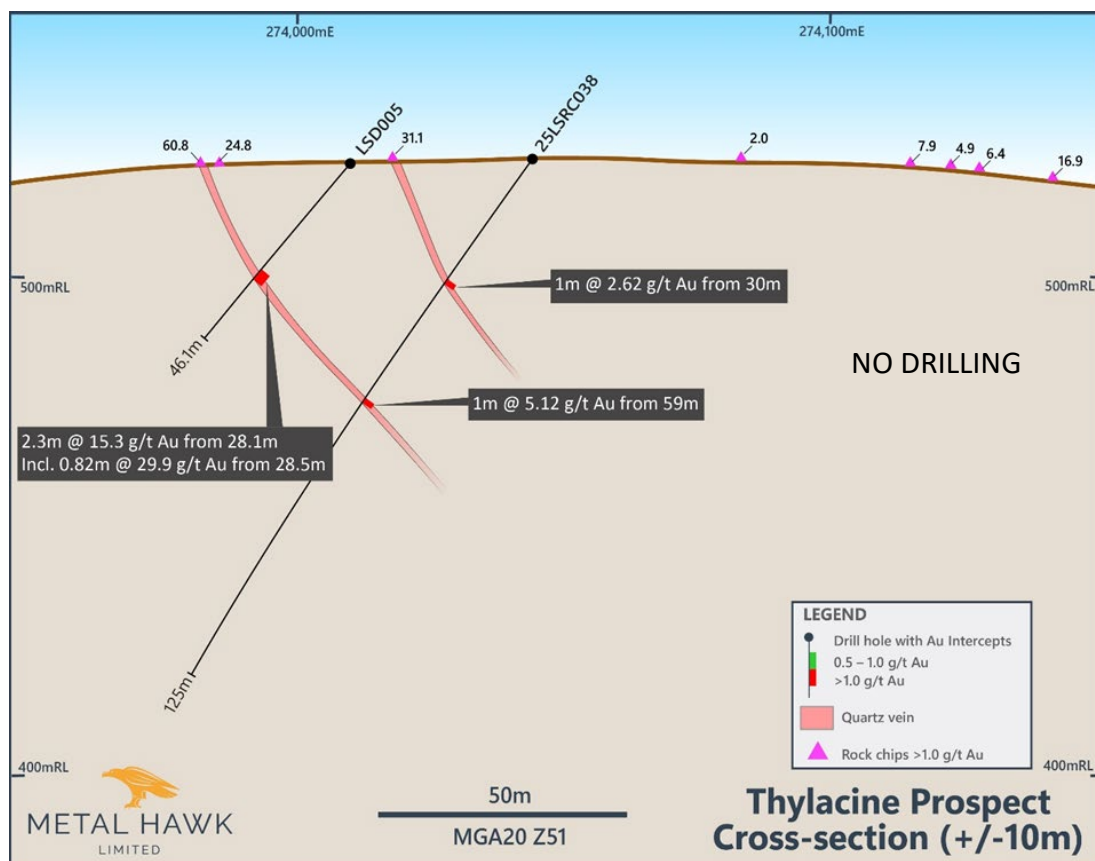 274,000mE
274,100mE
LSD005
25LSRC038
60.8
24.8
31.1
2.0
7.9
4.9
6.4
16.9
500mRL
500mRL
1m @ 2.62 g/t Au from 30m
NO DRILLING
46.1m
1m @ 5.12 g/t Au from 59m
2.3m @ 15.3 g/t Au from 28.1m
Incl. 0.82m @ 29.9 g/t Au from 28.5m
125m
LEGEND
Drill hole with Au Intercepts
0.5 – 1.0 g/t Au
>1.0 g/t Au
Quartz vein
Rock chips >1.0 g/t Au
400mRL
400mRL
METAL HAWK
LIMITED
50m
MGA20 Z51
Thylacine Prospect
Cross-section (+/-10m)